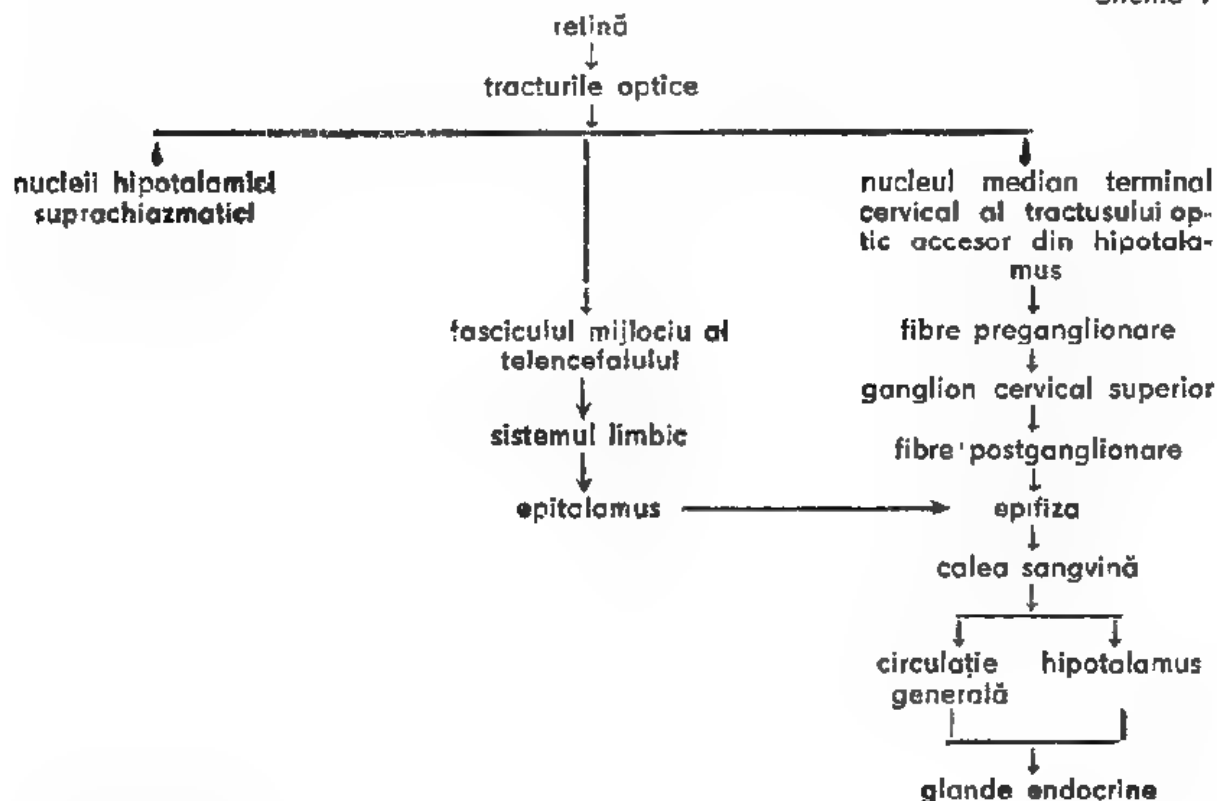 retină
tracturile optice
nucleii hipotalamici
suprachiazmatici
nucleul median terminal
cervical al tractusului op-
tic accesor din hipotala-
mus
fasciculul mijlociu al
telencefalului
sistemul limbic
epitalamus
fibre preganglionare
ganglion cervical superior
fibre postganglionare
epifiza
calea sangvină
circulație
generală
hipotalamus
glande endocrine